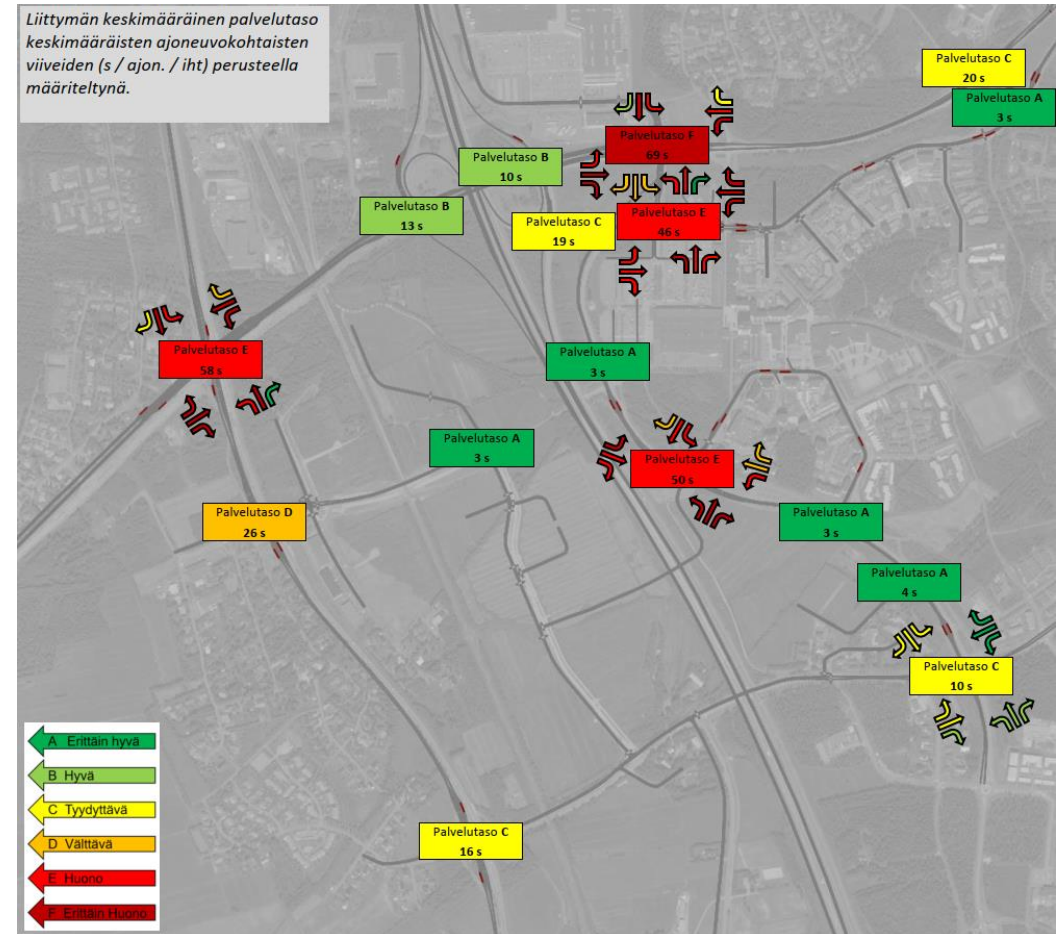 Liittymän keskimääräinen palvelutaso
keskimääräisten ajoneuvokohtaisten
viiveiden (s / ajon. / iht) perusteella
määriteltynä.
Palvelutaso C
20 s
Palvelutaso A
3 s
Palvelutaso F
69 s
Palvelutaso B
10 s
Palvelutaso B
13 s
Palvelutaso C
19 s
Palvelutaso E
46 s
Palvelutaso E
58 s
Palvelutaso A
3 s
Palvelutaso A
3 s
Palvelutaso E
50 s
Palvelutaso D
26 s
Palvelutaso A
3 s
Palvelutaso A
4 s
Palvelutaso C
10 s
Palvelutaso C
16 s
A Erittäin hyvä
B Hyvä
C Tyydyttävä
D Välttävä
E Huono
F Erittäin Huono